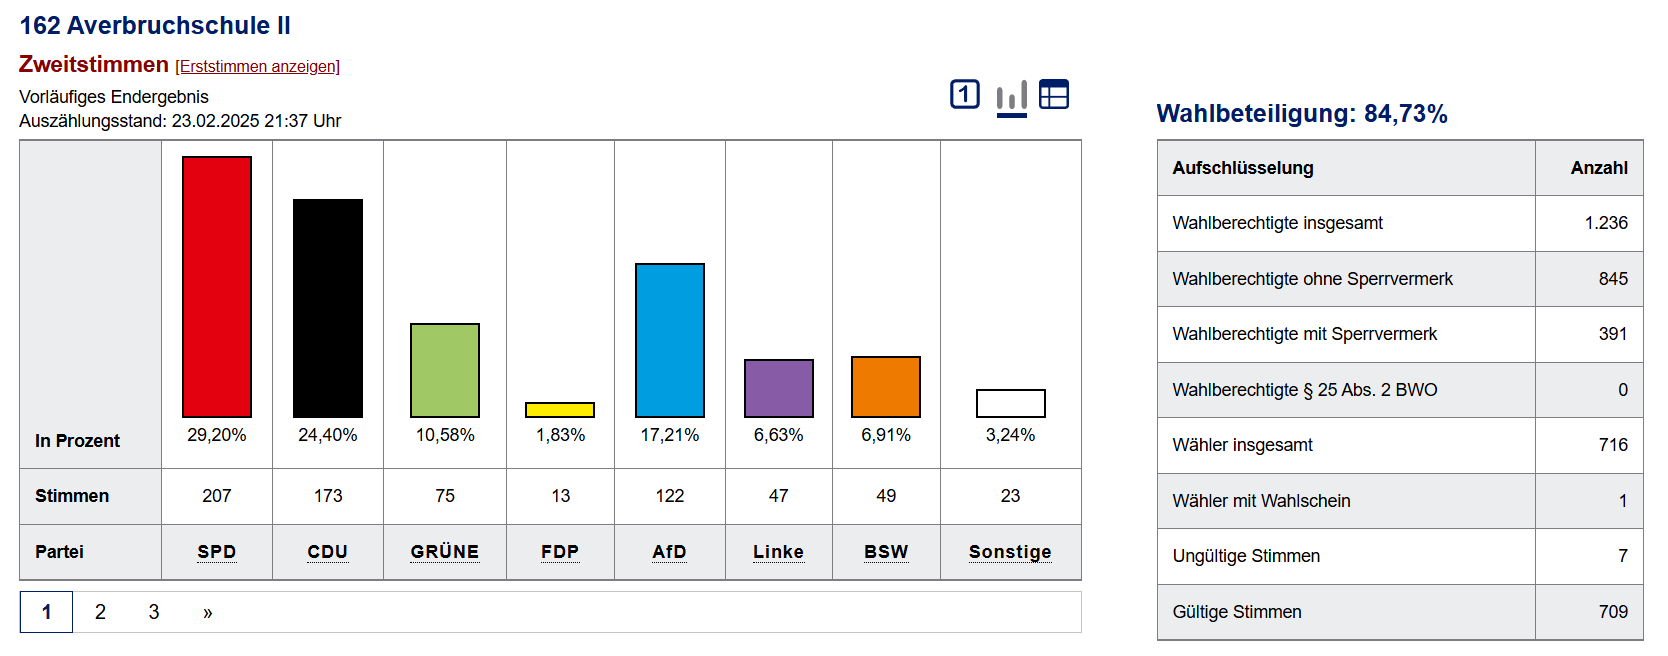 162 Averbruchschule II
Zweitstimmen [Erststimmen anzeigen]
Vorläufiges Endergebnis
Auszählungsstand: 23.02.2025 21:37 Uhr
1
In Prozent 29,20% 24,40% 10,58% 1,83% 17,21% 6,63% 6,91% 3,24%
Stimmen 207 173 75 13 122 47 49 23
Partei SPD CDU GRÜNE FDP AfD Linke BSW Sonstige
1 2 3 »
Wahlbeteiligung: 84,73%
Aufschlüsselung Anzahl
Wahlberechtigte insgesamt 1.236
Wahlberechtigte ohne Sperrvermerk 845
Wahlberechtigte mit Sperrvermerk 391
Wahlberechtigte § 25 Abs. 2 BWO 0
Wähler insgesamt 716
Wähler mit Wahlschein 1
Ungültige Stimmen 7
Gültige Stimmen 709